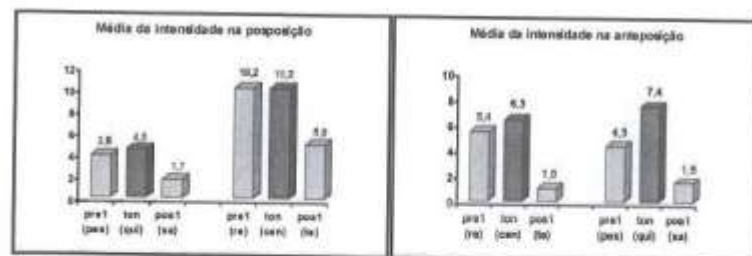 Média da intensidade na posposição
12
10
8
6
4
2
0
3,8 4,5 1,7 10,2 10,2 5,0
pre1 ton pos1 pre1 ton pos1
(pes) (qui) (sa) (re) (cen) (te)
Média da intensidade na anteposição
10
8
6
4
2
0
5,4 6,3 1,0 4,3 7,4 1,5
pre1 ton pos1 pre1 ton pos1
(re) (cen) (te) (pes) (qui) (sa)